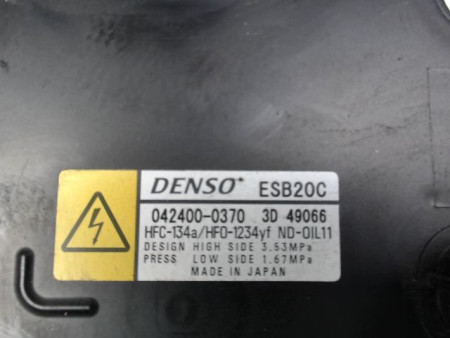 DENSO ESB20C
042400-0370 3D 49066
HFC-134a/HFO-1234yf ND-OIL11
DESIGN HIGH SIDE 3.53MPa
PRESS LOW SIDE 1.67MPa
MADE IN JAPAN